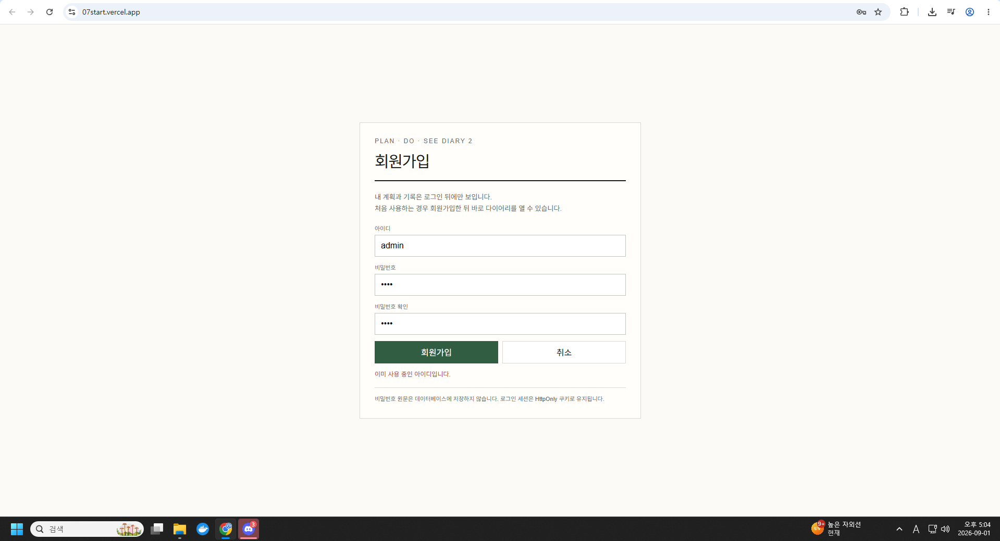 07start.vercel.app
PLAN · DO · SEE DIARY 2
회원가입
내 계획과 기록은 로그인 뒤에만 보입니다.
처음 사용하는 경우 회원가입한 뒤 바로 다이어리를 열 수 있습니다.
아이디
admin
비밀번호
••••
비밀번호 확인
••••
회원가입
취소
이미 사용 중인 아이디입니다.
비밀번호 원문은 데이터베이스에 저장하지 않습니다. 로그인 세션은 HttpOnly 쿠키로 유지됩니다.
검색
3
9+
UV
높은 자외선
현재
A
오후 5:04
2026-09-01